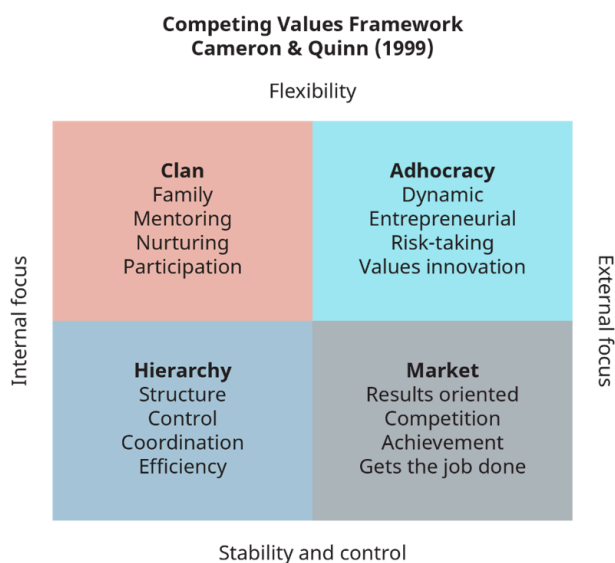 Competing Values Framework
Cameron & Quinn (1999)
Flexibility
Clan
Family
Mentoring
Nurturing
Participation
Adhocracy
Dynamic
Entrepreneurial
Risk-taking
Values innovation
Internal focus
External focus
Hierarchy
Structure
Control
Coordination
Efficiency
Market
Results oriented
Competition
Achievement
Gets the job done
Stability and control